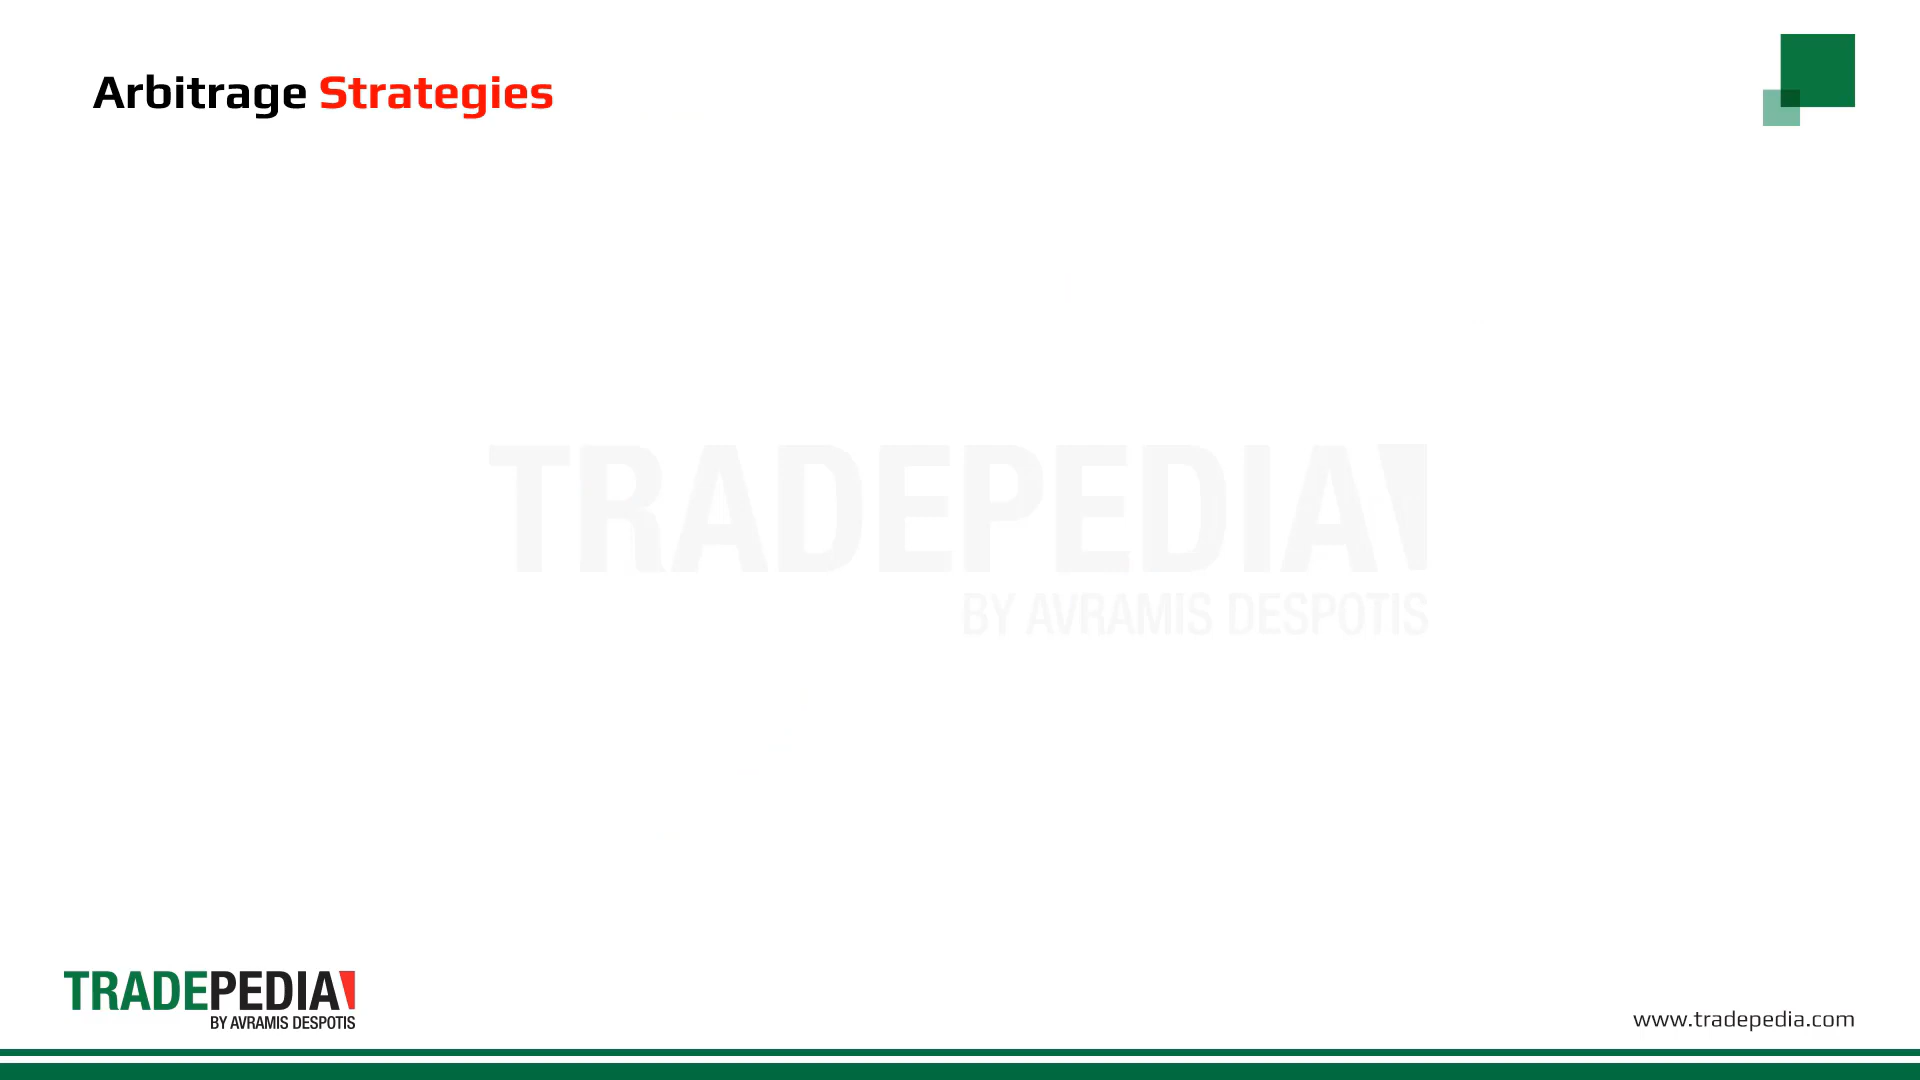 Arbitrage Strategies
TRADEPEDIA
BY AVRAMIS DESPOTIS
TRADEPEDIA
BY AVRAMIS DESPOTIS
www.tradepedia.com